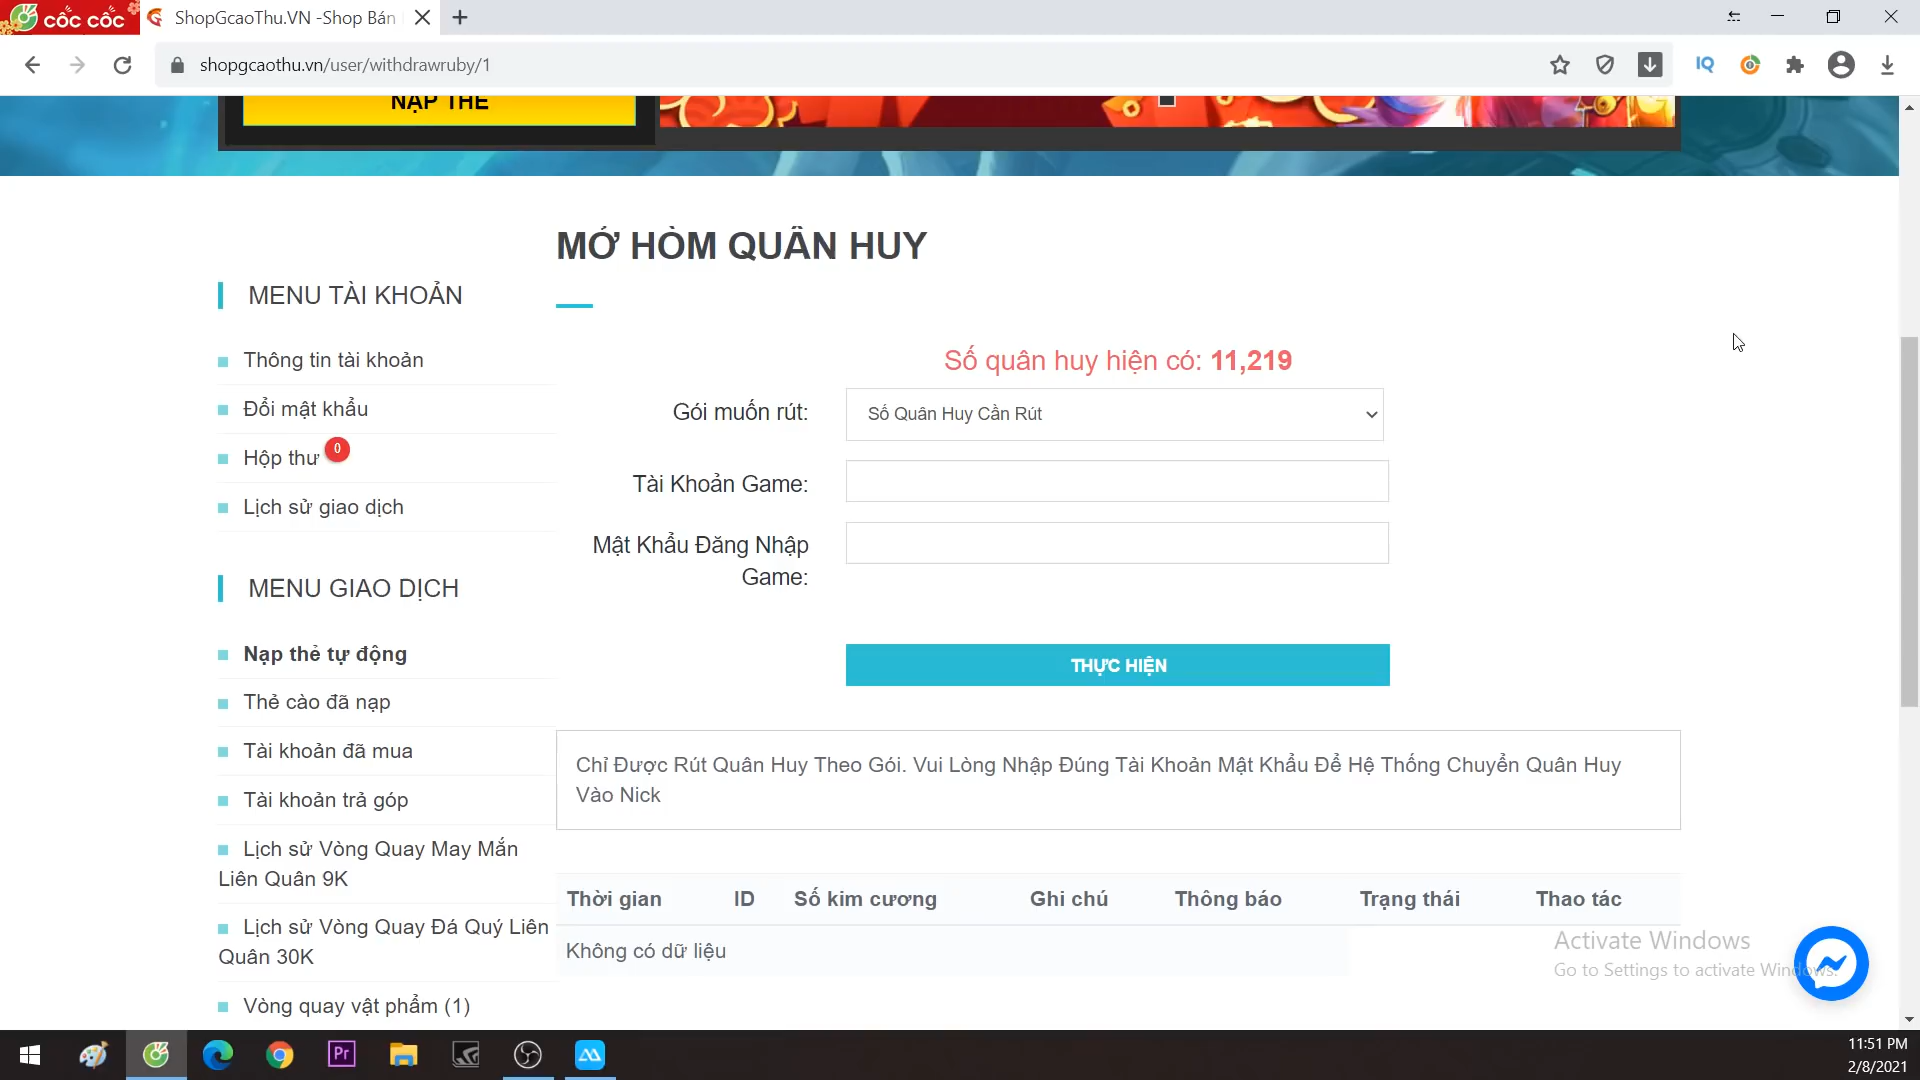 cốc cốc
ShopGcaoThu.VN -Shop Bán
shopgcaothu.vn/user/withdrawruby/1
IQ
NẠP THẺ
MỞ HÒM QUÂN HUY
MENU TÀI KHOẢN
Thông tin tài khoản
Đổi mật khẩu
Hộp thư 0
Lịch sử giao dịch
MENU GIAO DỊCH
Nạp thẻ tự động
Thẻ cào đã nạp
Tài khoản đã mua
Tài khoản trả góp
Lịch sử Vòng Quay May Mắn
Liên Quân 9K
Lịch sử Vòng Quay Đá Quý Liên
Quân 30K
Vòng quay vật phẩm (1)
Số quân huy hiện có: 11,219
Gói muốn rút:
Số Quân Huy Cần Rút
Tài Khoản Game:
Mật Khẩu Đăng Nhập
Game:
THỰC HIỆN
Chỉ Được Rút Quân Huy Theo Gói. Vui Lòng Nhập Đúng Tài Khoản Mật Khẩu Để Hệ Thống Chuyển Quân Huy
Vào Nick
Thời gian ID Số kim cương Ghi chú Thông báo Trạng thái Thao tác
Không có dữ liệu
Activate Windows
Go to Settings to activate Windows.
Pr
11:51 PM
2/8/2021